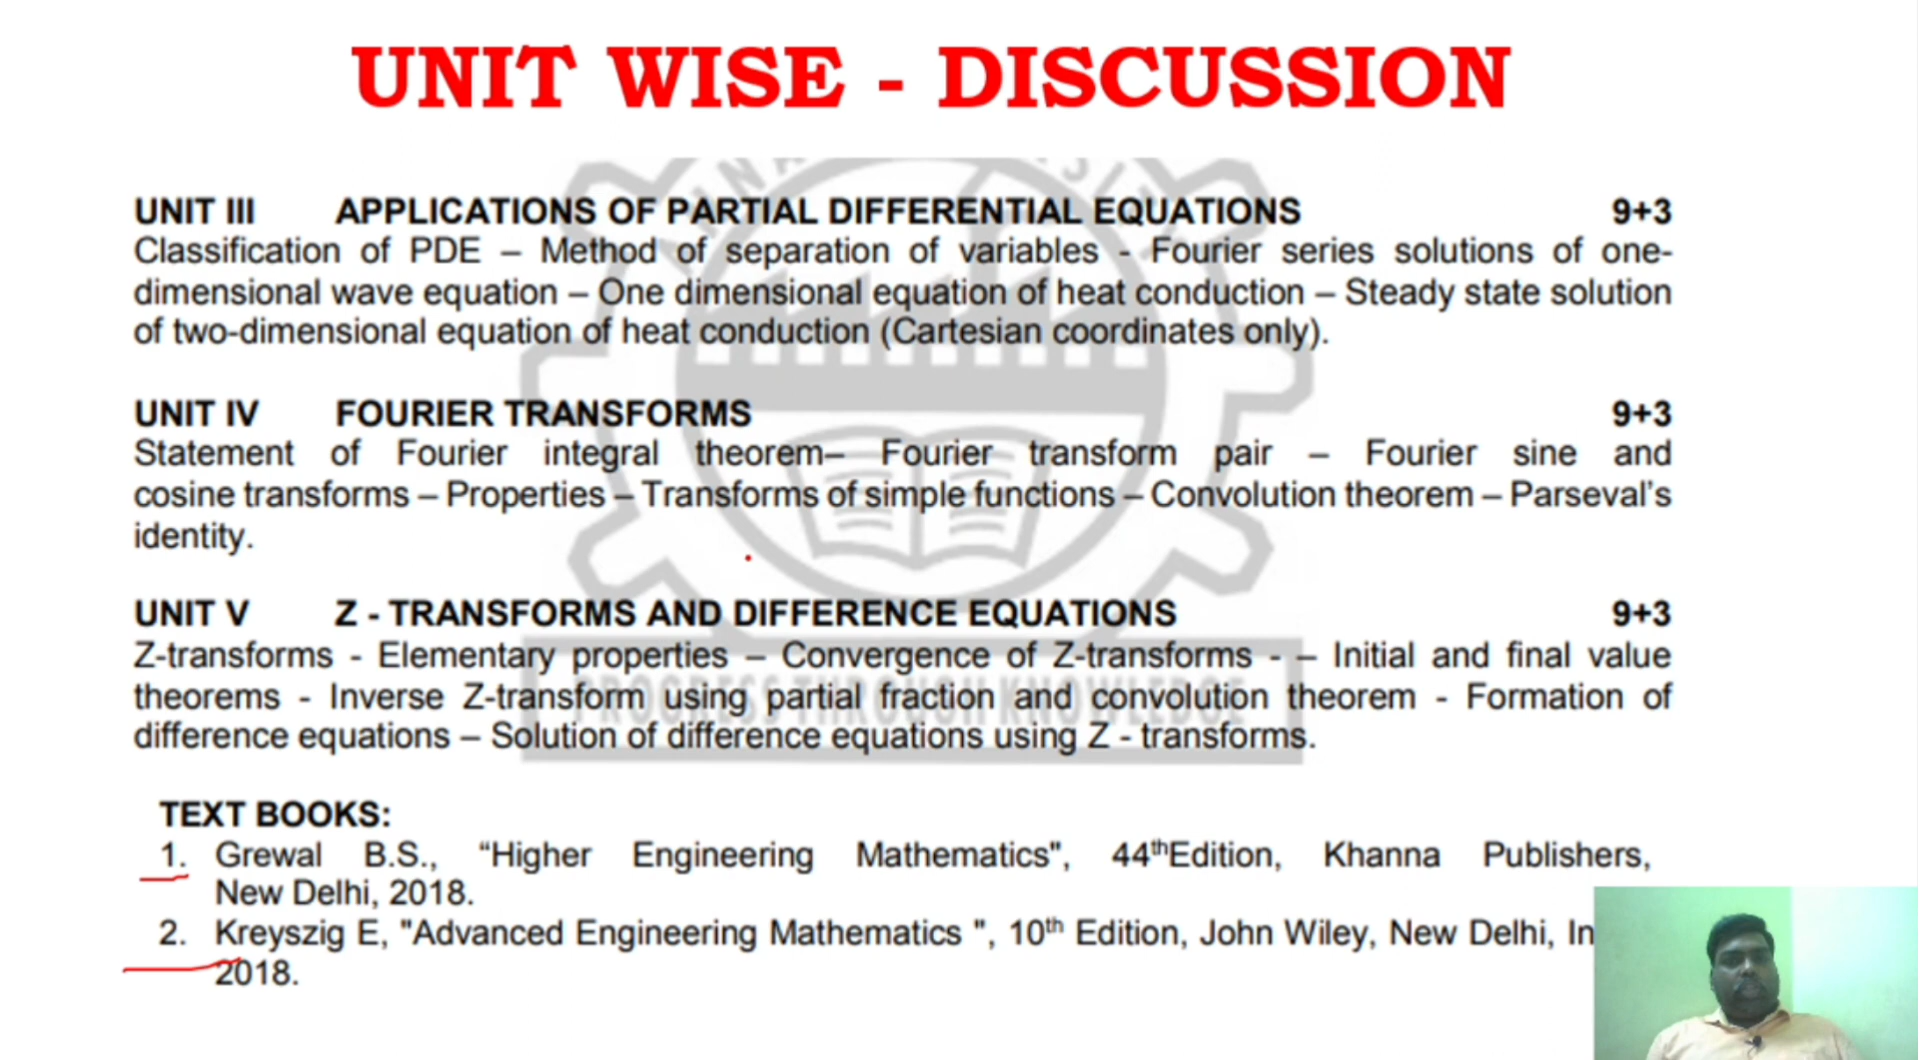 UNIT WISE - DISCUSSION
UNIT III APPLICATIONS OF PARTIAL DIFFERENTIAL EQUATIONS 9+3
Classification of PDE – Method of separation of variables - Fourier series solutions of one-
dimensional wave equation – One dimensional equation of heat conduction – Steady state solution
of two-dimensional equation of heat conduction (Cartesian coordinates only).
UNIT IV FOURIER TRANSFORMS 9+3
Statement of Fourier integral theorem– Fourier transform pair – Fourier sine and
cosine transforms – Properties – Transforms of simple functions – Convolution theorem – Parseval’s
identity.
UNIT V Z - TRANSFORMS AND DIFFERENCE EQUATIONS 9+3
Z-transforms - Elementary properties – Convergence of Z-transforms - – Initial and final value
theorems - Inverse Z-transform using partial fraction and convolution theorem - Formation of
difference equations – Solution of difference equations using Z - transforms.
PROGRESS THROUGH KNOWLEDGE
TEXT BOOKS:
1. Grewal B.S., “Higher Engineering Mathematics", 44thEdition, Khanna Publishers,
New Delhi, 2018.
2. Kreyszig E, "Advanced Engineering Mathematics ", 10th Edition, John Wiley, New Delhi, In
2018.